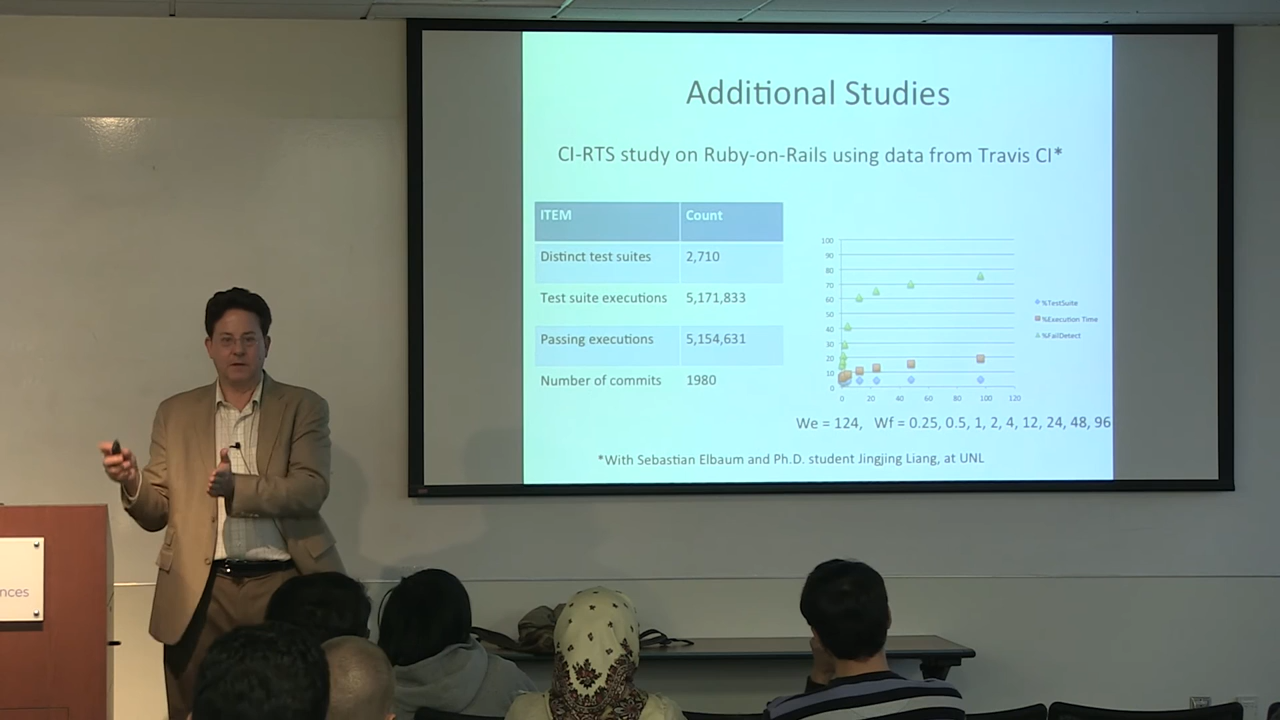 Additional Studies
CI-RTS study on Ruby-on-Rails using data from Travis CI*
ITEM Count
Distinct test suites 2,710
Test suite executions 5,171,833
Passing executions 5,154,631
Number of commits 1980
100
90
80
70
60
50
40
30
20
10
0
0 20 40 60 80 100 120
%TestSuite
%Execution Time
%FailDetect
We = 124, Wf = 0.25, 0.5, 1, 2, 4, 12, 24, 48, 96
*With Sebastian Elbaum and Ph.D. student Jingjing Liang, at UNL
nces